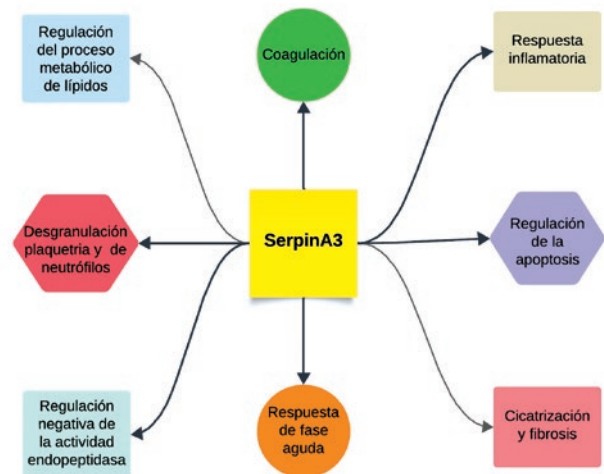 Regulación
del proceso
metabólico
de lípidos
Coagulación
Respuesta
inflamatoria
Desgranulación
plaquetria y de
neutrófilos
SerpinA3
Regulación
de la
apoptosis
Regulación
negativa de
la actividad
endopeptidasa
Respuesta
de fase
aguda
Cicatrización
y fibrosis